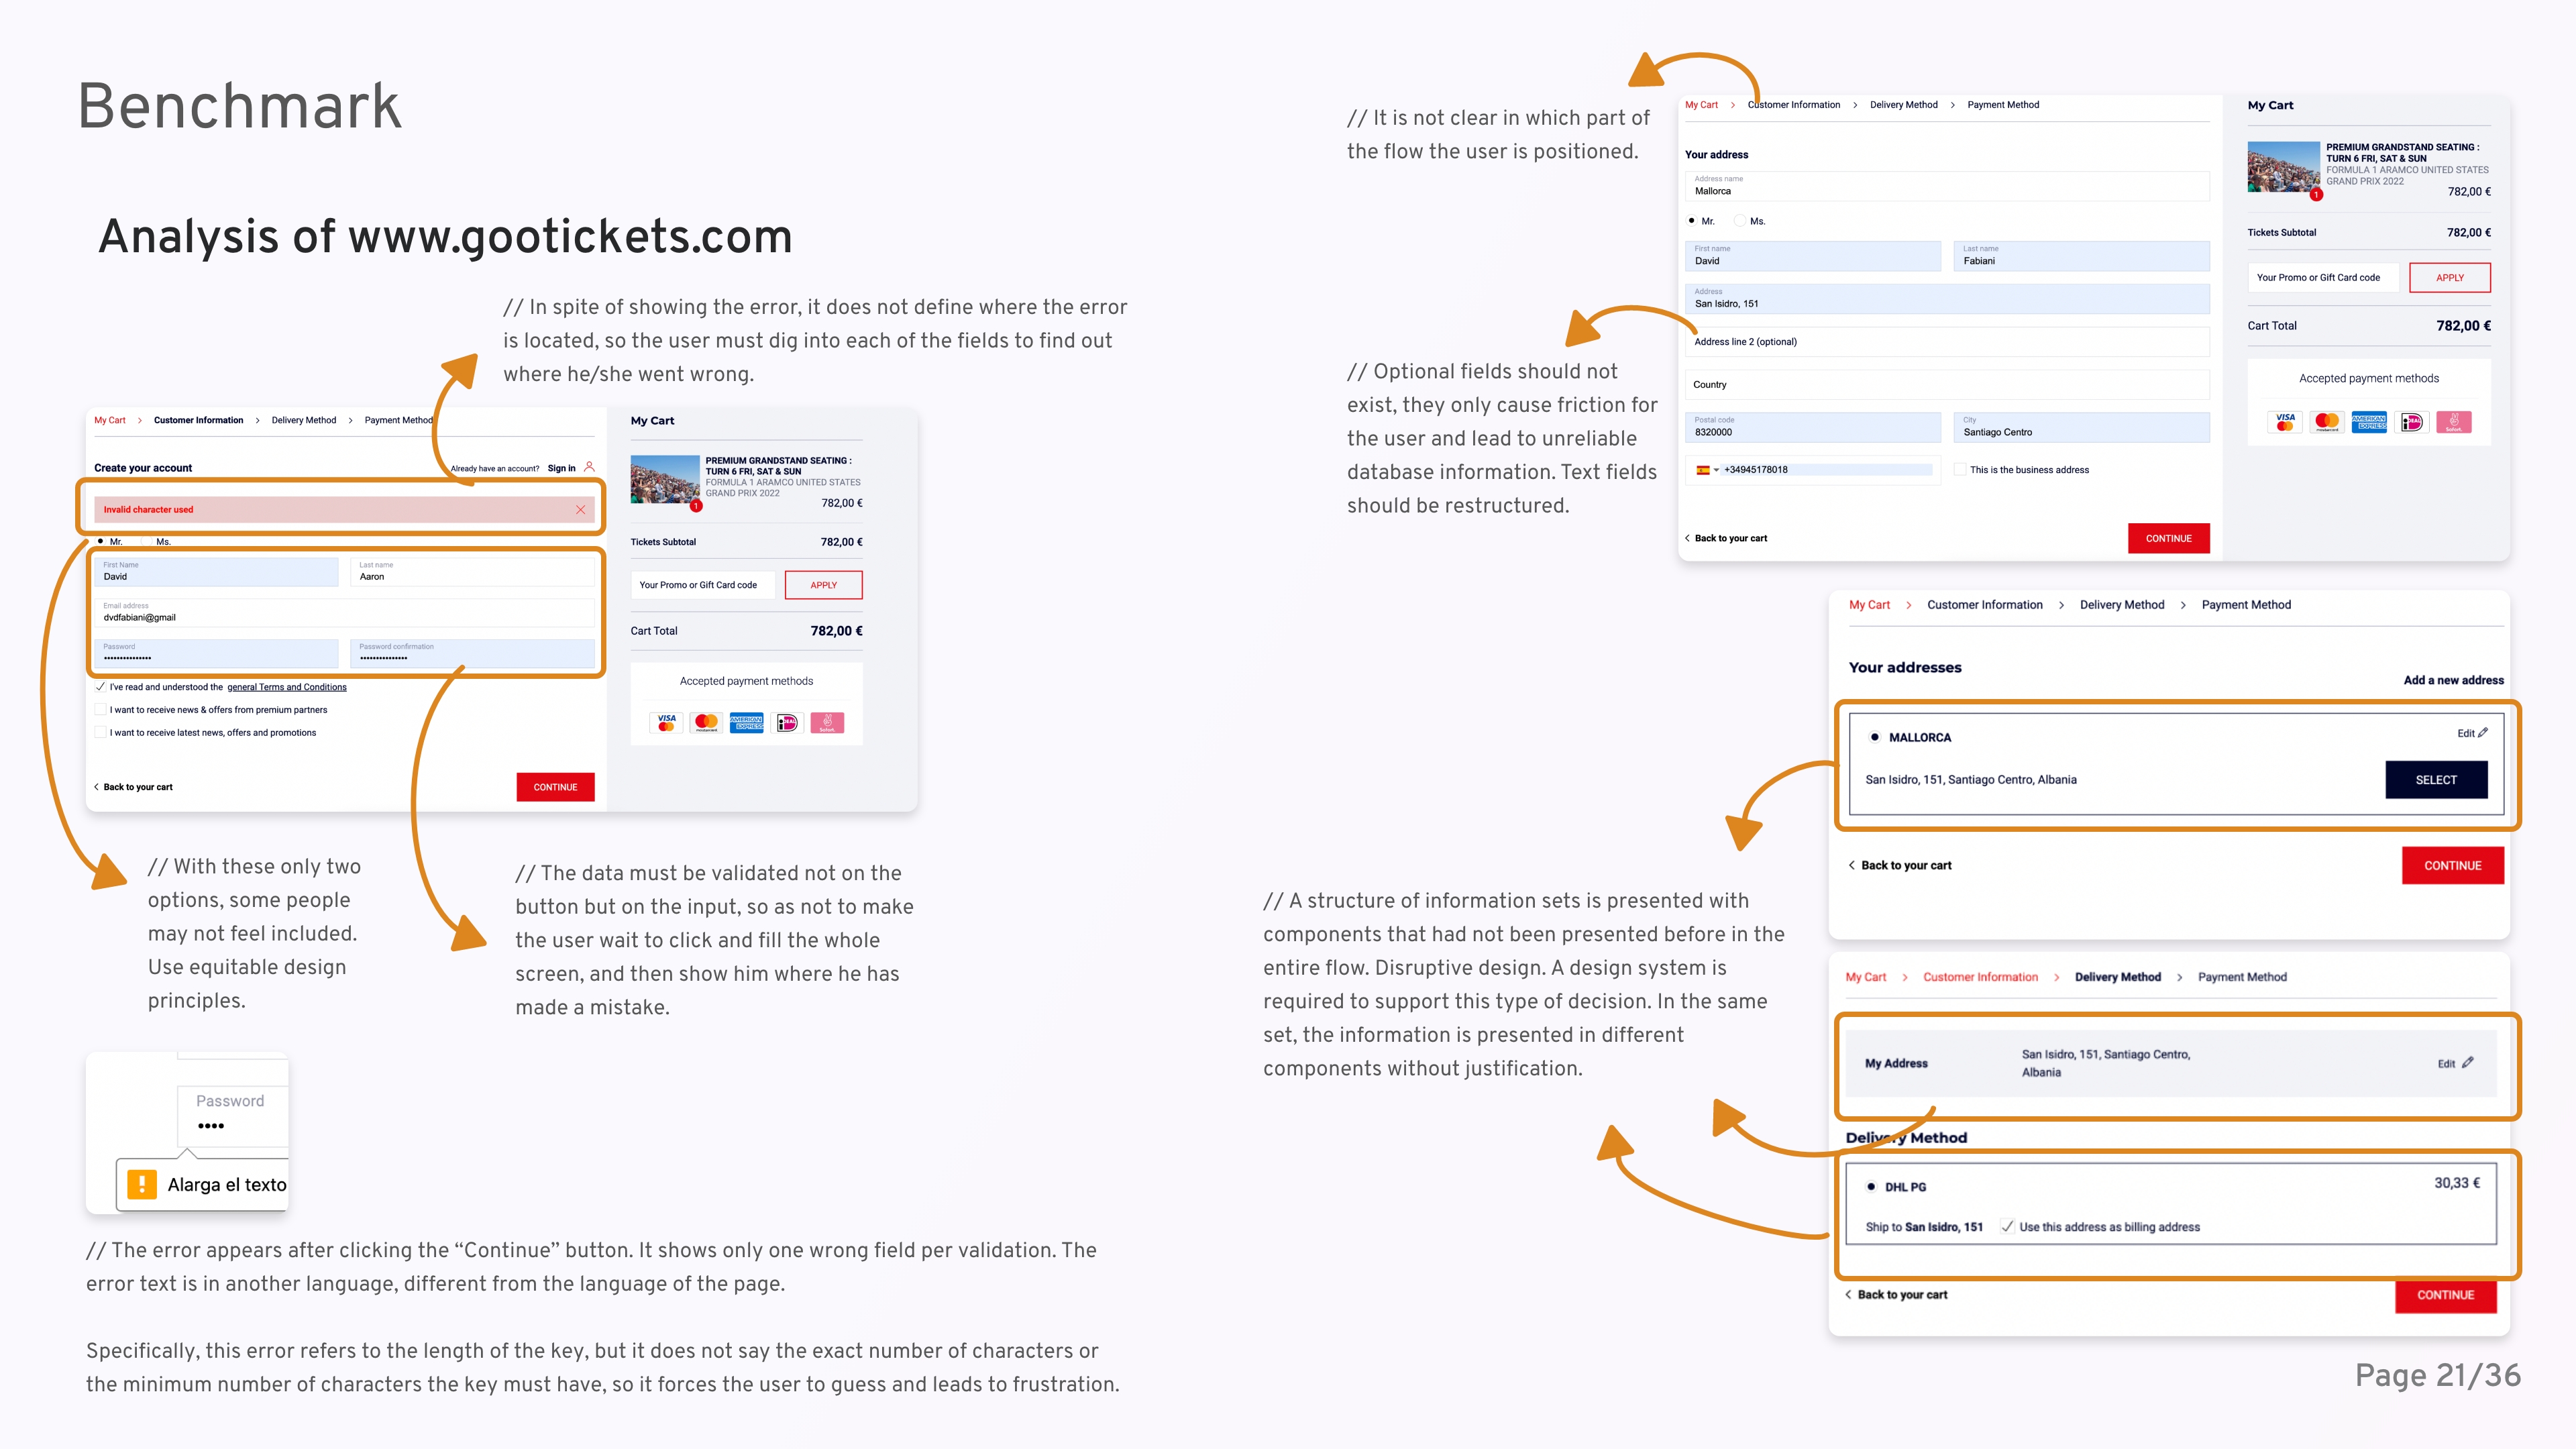 Benchmark
Analysis of www.gootickets.com
// In spite of showing the error, it does not define where the error
is located, so the user must dig into each of the fields to find out
where he/she went wrong.
My Cart > Customer Information > Delivery Method > Payment Method
Create your account
Already have an account? Sign in
Invalid character used
Mr. Ms.
First Name
David
Last name
Aaron
Email address
dvdfabiani@gmail
Password
•••••••••••••••
Password confirmation
•••••••••••••••
I've read and understood the general Terms and Conditions
I want to receive news & offers from premium partners
I want to receive latest news, offers and promotions
< Back to your cart
CONTINUE
My Cart
PREMIUM GRANDSTAND SEATING :
TURN 6 FRI, SAT & SUN
FORMULA 1 ARAMCO UNITED STATES
GRAND PRIX 2022
1
782,00 €
Tickets Subtotal 782,00 €
Your Promo or Gift Card code APPLY
Cart Total 782,00 €
Accepted payment methods
VISA mastercard AMERICAN EXPRESS iDEAL Sofort.
// With these only two
options, some people
may not feel included.
Use equitable design
principles.
// The data must be validated not on the
button but on the input, so as not to make
the user wait to click and fill the whole
screen, and then show him where he has
made a mistake.
Password
••••
! Alarga el texto
// The error appears after clicking the “Continue” button. It shows only one wrong field per validation. The
error text is in another language, different from the language of the page.
Specifically, this error refers to the length of the key, but it does not say the exact number of characters or
the minimum number of characters the key must have, so it forces the user to guess and leads to frustration.
// It is not clear in which part of
the flow the user is positioned.
// Optional fields should not
exist, they only cause friction for
the user and lead to unreliable
database information. Text fields
should be restructured.
My Cart > Customer Information > Delivery Method > Payment Method
Your address
Address name
Mallorca
Mr. Ms.
First name
David
Last name
Fabiani
Address
San Isidro, 151
Address line 2 (optional)
Country
Postal code
8320000
City
Santiago Centro
+34945178018
This is the business address
< Back to your cart
CONTINUE
My Cart
PREMIUM GRANDSTAND SEATING :
TURN 6 FRI, SAT & SUN
FORMULA 1 ARAMCO UNITED STATES
GRAND PRIX 2022
1
782,00 €
Tickets Subtotal 782,00 €
Your Promo or Gift Card code APPLY
Cart Total 782,00 €
Accepted payment methods
VISA mastercard AMERICAN EXPRESS iDEAL Sofort.
My Cart > Customer Information > Delivery Method > Payment Method
Your addresses
Add a new address
MALLORCA
Edit
San Isidro, 151, Santiago Centro, Albania
SELECT
< Back to your cart
CONTINUE
// A structure of information sets is presented with
components that had not been presented before in the
entire flow. Disruptive design. A design system is
required to support this type of decision. In the same
set, the information is presented in different
components without justification.
My Cart > Customer Information > Delivery Method > Payment Method
My Address
San Isidro, 151, Santiago Centro,
Albania
Edit
Delivery Method
DHL PG
30,33 €
Ship to San Isidro, 151
Use this address as billing address
< Back to your cart
CONTINUE
Page 21/36